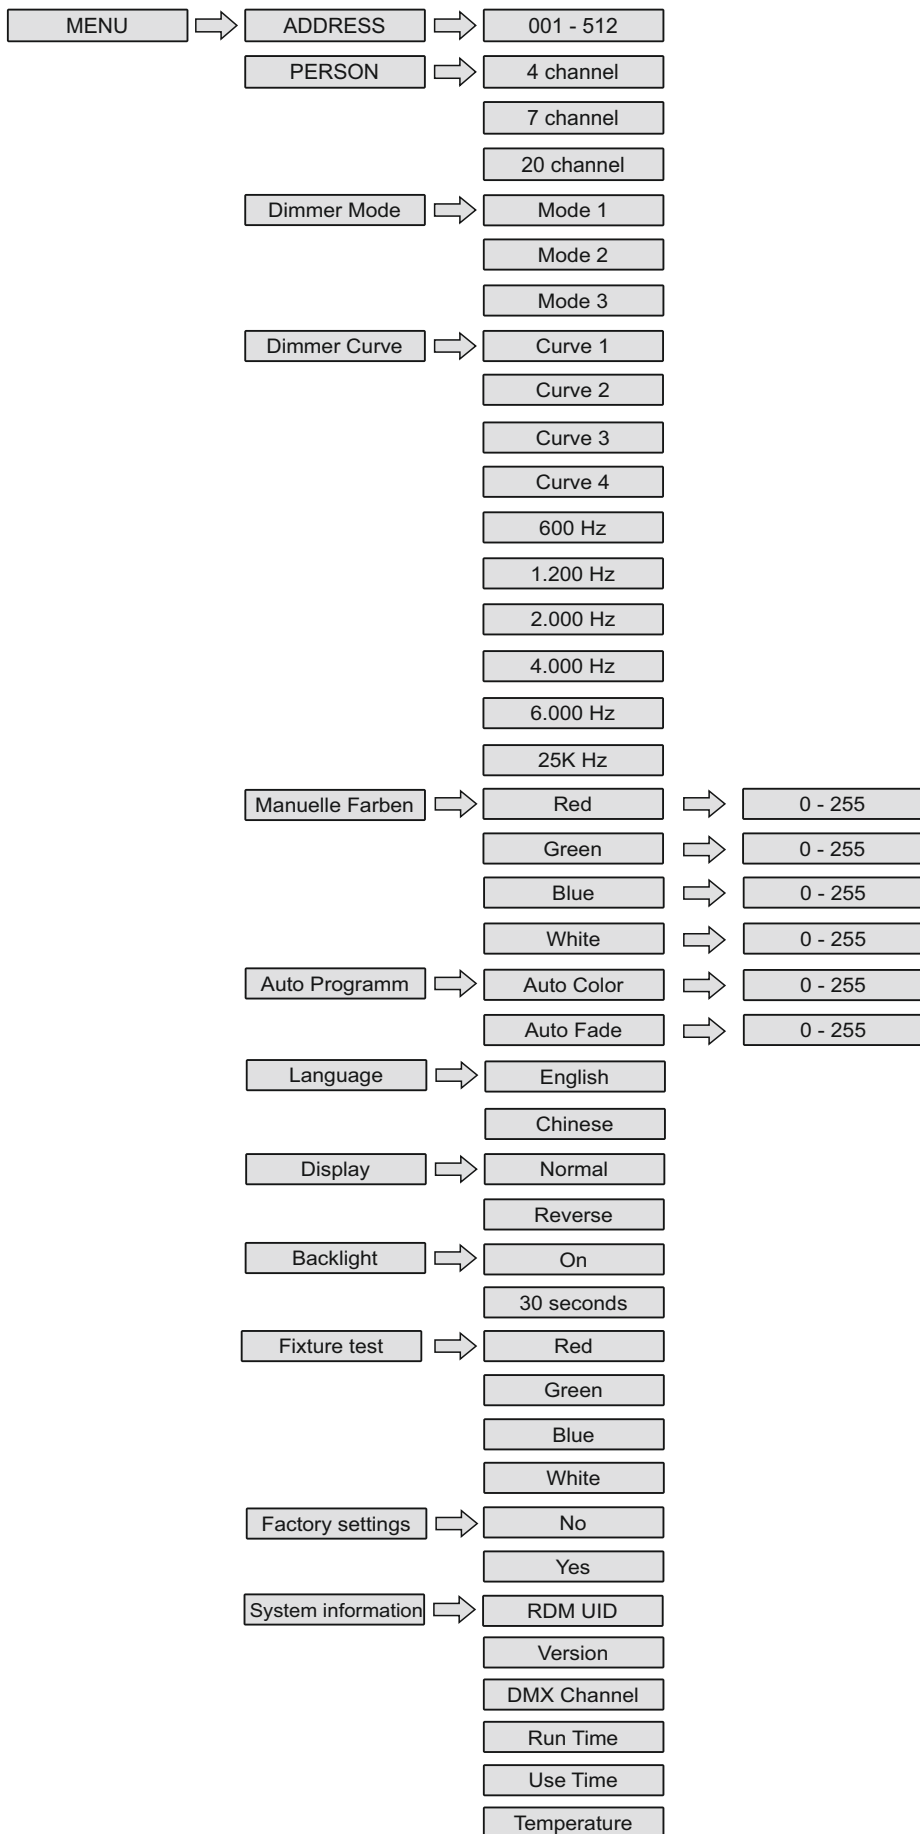 MENU ADDRESS 001 - 512
PERSON 4 channel
7 channel
20 channel
Dimmer Mode Mode 1
Mode 2
Mode 3
Dimmer Curve Curve 1
Curve 2
Curve 3
Curve 4
600 Hz
1.200 Hz
2.000 Hz
4.000 Hz
6.000 Hz
25K Hz
Manuelle Farben Red 0 - 255
Green 0 - 255
Blue 0 - 255
White 0 - 255
Auto Programm Auto Color 0 - 255
Auto Fade 0 - 255
Language English
Chinese
Display Normal
Reverse
Backlight On
30 seconds
Fixture test Red
Green
Blue
White
Factory settings No
Yes
System information RDM UID
Version
DMX Channel
Run Time
Use Time
Temperature